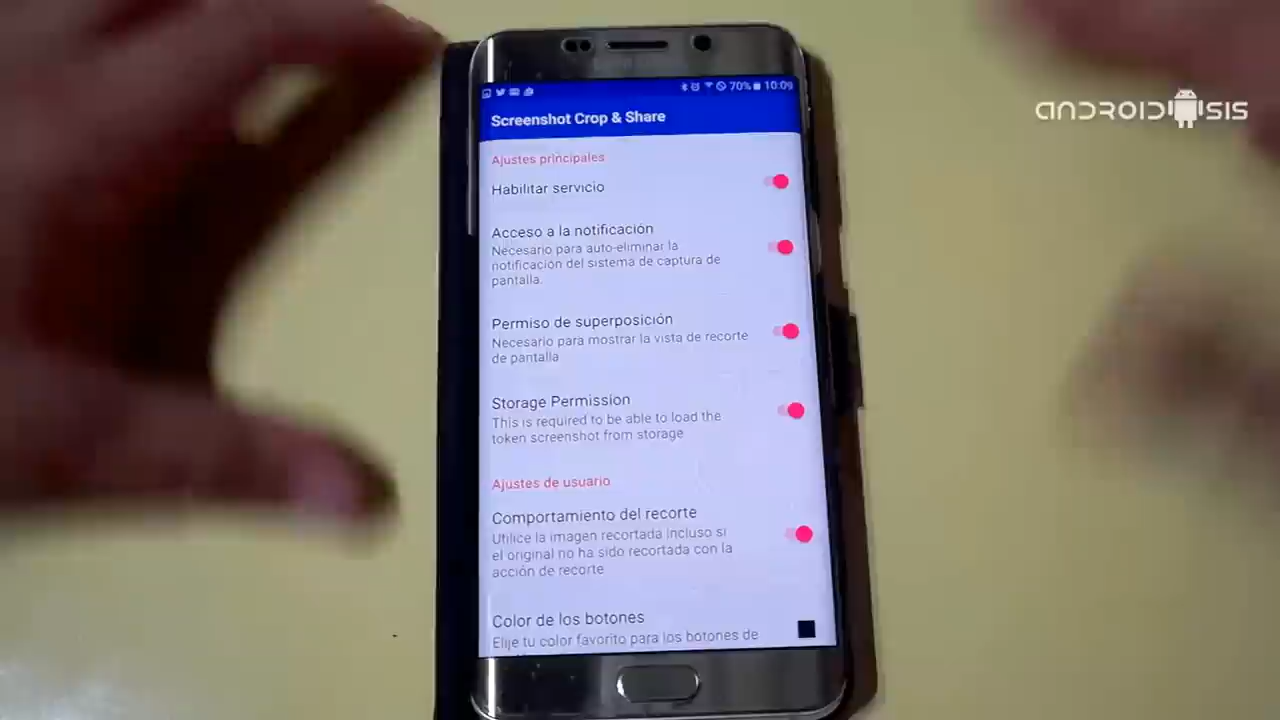 70% 10:09
Screenshot Crop & Share
ANDROIDSIS
Ajustes principales
Habilitar servicio
Acceso a la notificación
Necesario para auto-eliminar la
notificación del sistema de captura de
pantalla.
Permiso de superposición
Necesario para mostrar la vista de recorte
de pantalla
Storage Permission
This is required to be able to load the
token screenshot from storage
Ajustes de usuario
Comportamiento del recorte
Utilice la imagen recortada incluso si
el original no ha sido recortada con la
acción de recorte
Color de los botones
Elije tu color favorito para los botones de